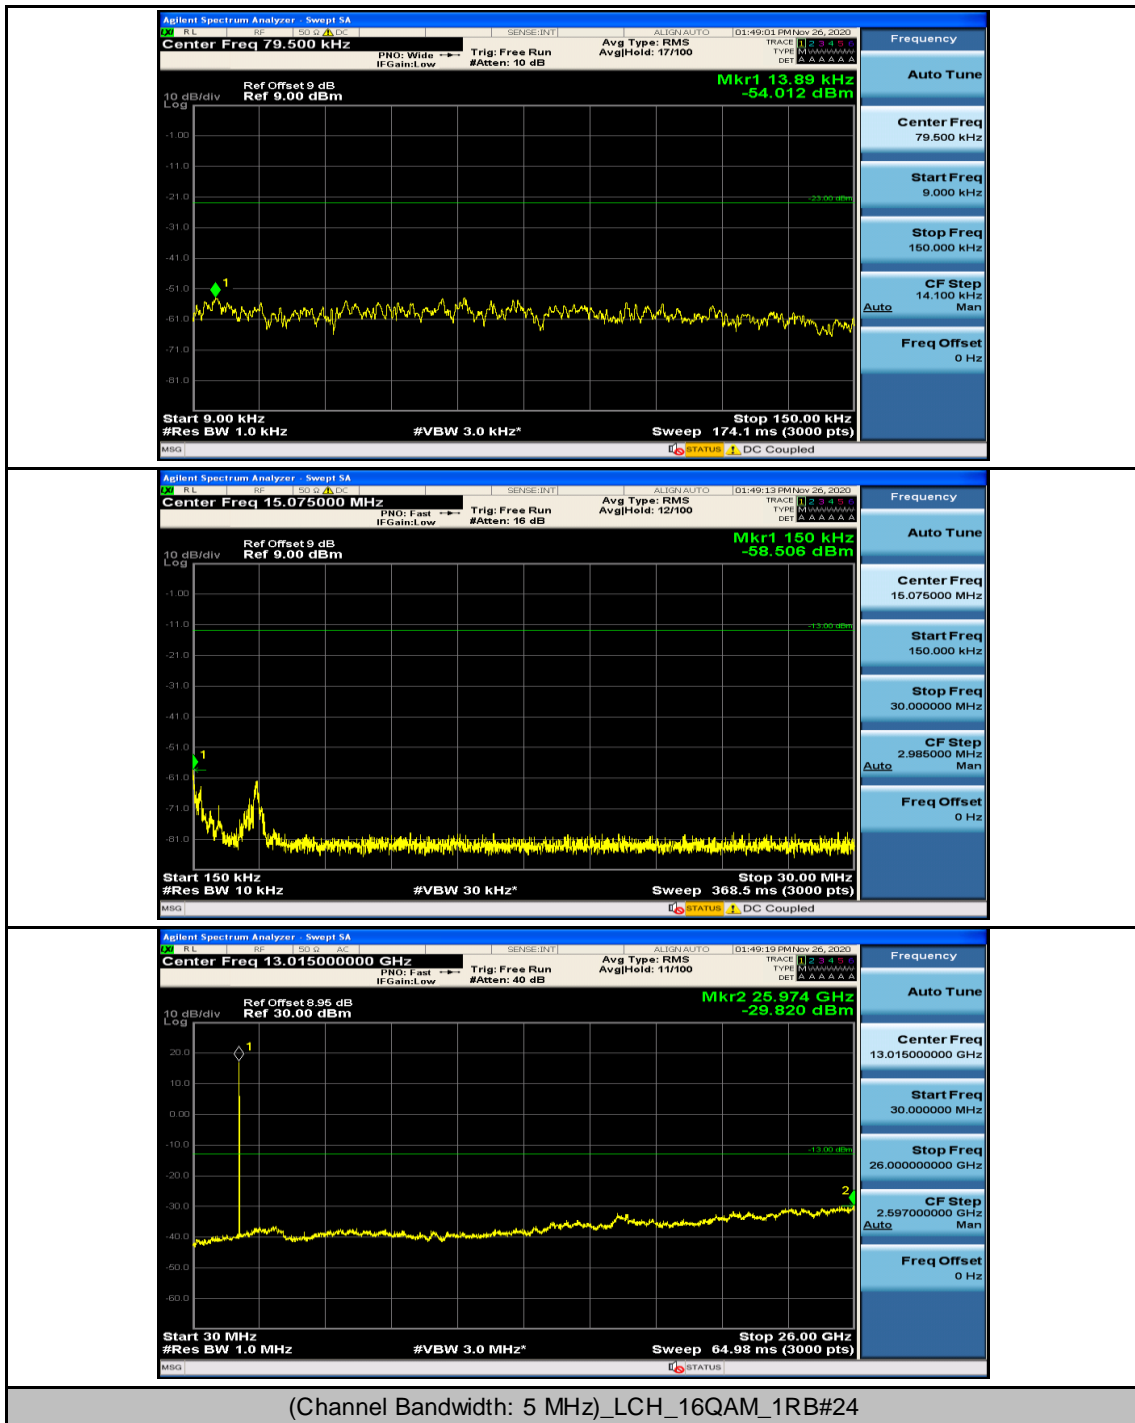 Agilent Spectrum Analyzer - Swept SA
RL RF 50 Ω DC SENSE:INT ALIGN AUTO 01:49:01 PM Nov 26, 2020
Center Freq 79.500 kHz
PNO: Wide
IFGain:Low
Trig: Free Run
#Atten: 10 dB
Avg Type: RMS
Avg|Hold: 17/100
TRACE 1 2 3 4 5 6
TYPE M W W W W W
DET A A A A A A
Mkr1 13.89 kHz
-54.012 dBm
Ref Offset 9 dB
10 dB/div Ref 9.00 dBm
Log
-1.00
-11.0
-21.0
-23.00 dBm
-31.0
-41.0
-51.0
1
-61.0
-71.0
-81.0
Start 9.00 kHz Stop 150.00 kHz
#Res BW 1.0 kHz #VBW 3.0 kHz* Sweep 174.1 ms (3000 pts)
MSG STATUS DC Coupled
Frequency
Auto Tune
Center Freq
79.500 kHz
Start Freq
9.000 kHz
Stop Freq
150.000 kHz
CF Step
14.100 kHz
Auto Man
Freq Offset
0 Hz
Agilent Spectrum Analyzer - Swept SA
RL RF 50 Ω DC SENSE:INT ALIGN AUTO 01:49:13 PM Nov 26, 2020
Center Freq 15.075000 MHz
PNO: Fast
IFGain:Low
Trig: Free Run
#Atten: 16 dB
Avg Type: RMS
Avg|Hold: 12/100
TRACE 1 2 3 4 5 6
TYPE M W W W W W
DET A A A A A A
Mkr1 150 kHz
-58.506 dBm
Ref Offset 9 dB
10 dB/div Ref 9.00 dBm
Log
-1.00
-11.0
-13.00 dBm
-21.0
-31.0
-41.0
-51.0
1
-61.0
-71.0
-81.0
Start 150 kHz Stop 30.00 MHz
#Res BW 10 kHz #VBW 30 kHz* Sweep 368.5 ms (3000 pts)
MSG STATUS DC Coupled
Frequency
Auto Tune
Center Freq
15.075000 MHz
Start Freq
150.000 kHz
Stop Freq
30.000000 MHz
CF Step
2.985000 MHz
Auto Man
Freq Offset
0 Hz
Agilent Spectrum Analyzer - Swept SA
RL RF 50 Ω AC SENSE:INT ALIGN AUTO 01:49:19 PM Nov 26, 2020
Center Freq 13.015000000 GHz
PNO: Fast
IFGain:Low
Trig: Free Run
#Atten: 40 dB
Avg Type: RMS
Avg|Hold: 11/100
TRACE 1 2 3 4 5 6
TYPE M W W W W W
DET A A A A A A
Mkr2 25.974 GHz
-29.820 dBm
Ref Offset 8.95 dB
10 dB/div Ref 30.00 dBm
Log
1
20.0
10.0
0.00
-10.0
-13.00 dBm
-20.0
2
-30.0
-40.0
-50.0
-60.0
Start 30 MHz Stop 26.00 GHz
#Res BW 1.0 MHz #VBW 3.0 MHz* Sweep 64.98 ms (3000 pts)
MSG STATUS
Frequency
Auto Tune
Center Freq
13.015000000 GHz
Start Freq
30.000000 MHz
Stop Freq
26.000000000 GHz
CF Step
2.597000000 GHz
Auto Man
Freq Offset
0 Hz
(Channel Bandwidth: 5 MHz)_LCH_16QAM_1RB#24